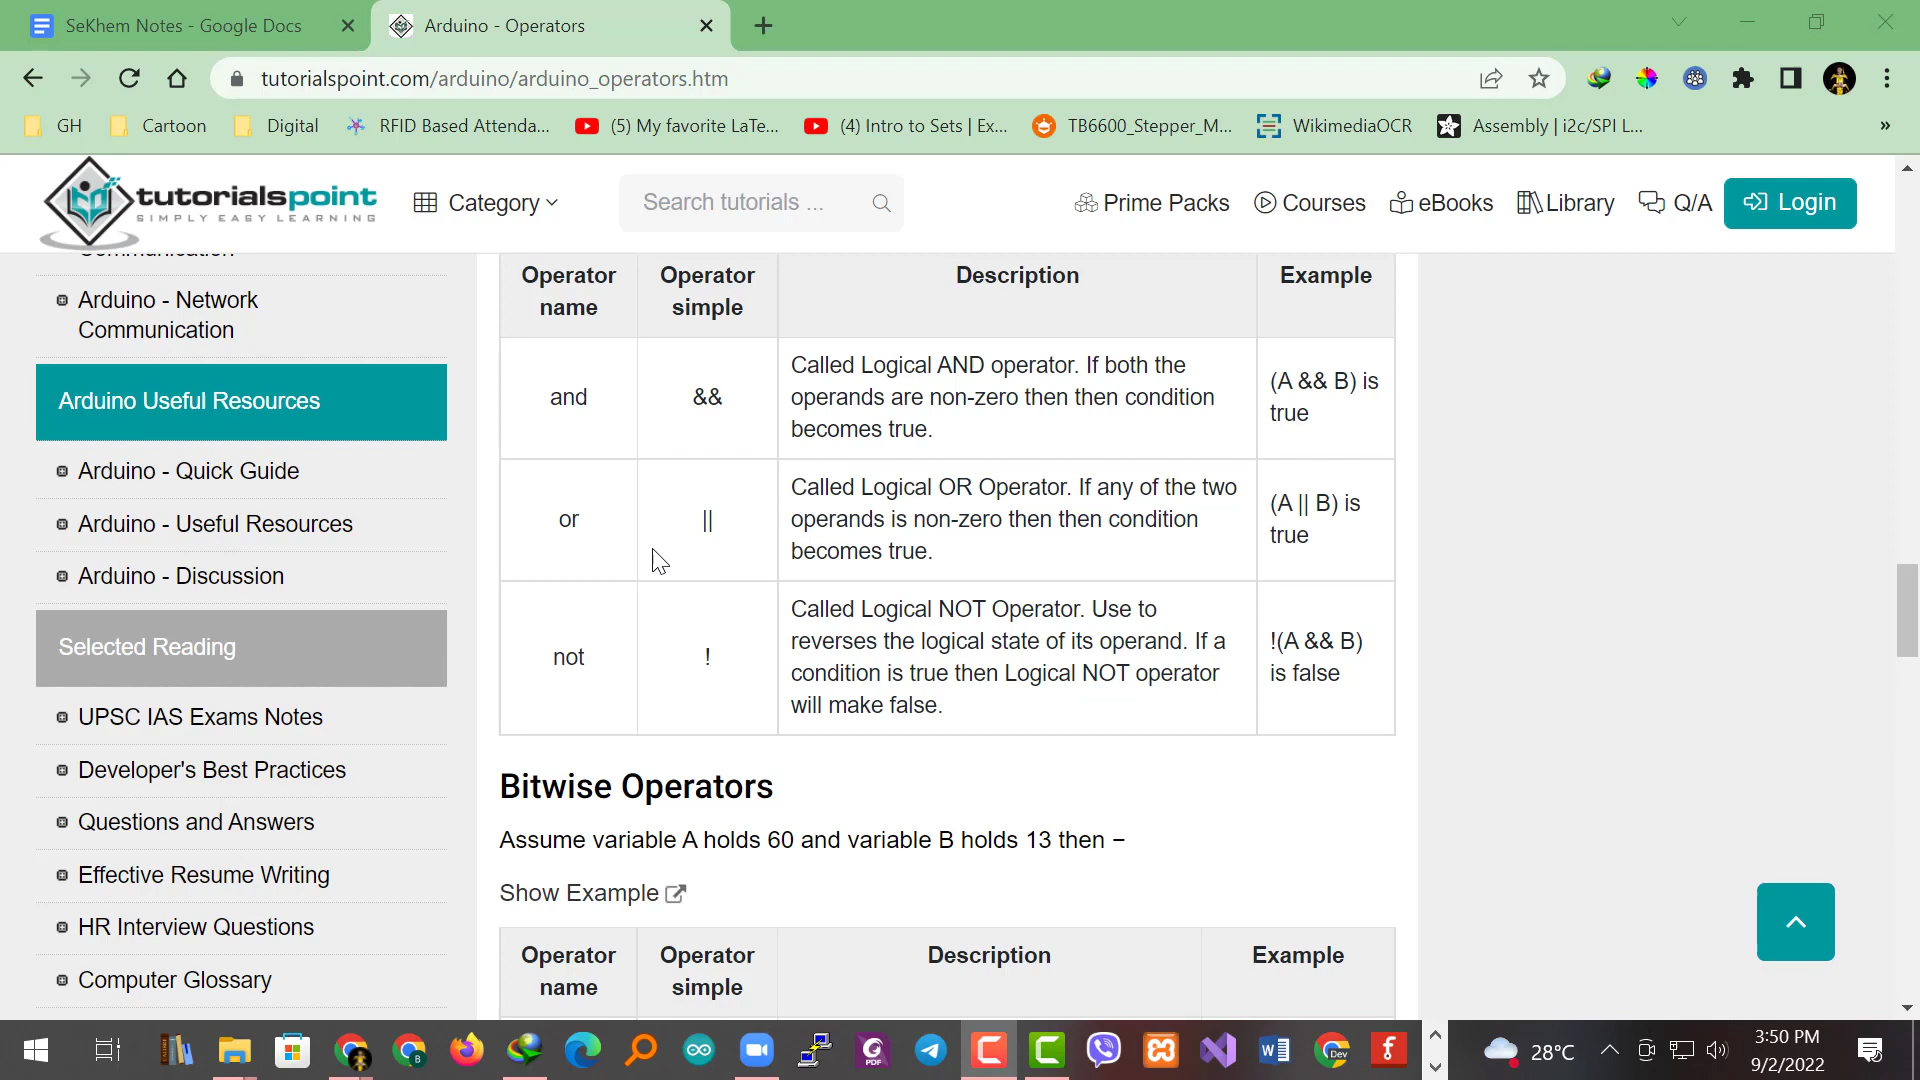 SeKhem Notes - Google Docs
Arduino - Operators
tutorialspoint.com/arduino/arduino_operators.htm
GH
Cartoon
Digital
RFID Based Attenda...
(5) My favorite LaTe...
(4) Intro to Sets | Ex...
TB6600_Stepper_M...
WikimediaOCR
Assembly | i2c/SPI L...
»
tutorialspoint
SIMPLY EASY LEARNING
Category
Search tutorials ...
Prime Packs
Courses
eBooks
Library
Q/A
Login
Arduino - Network
Communication
Arduino Useful Resources
Arduino - Quick Guide
Arduino - Useful Resources
Arduino - Discussion
Selected Reading
UPSC IAS Exams Notes
Developer's Best Practices
Questions and Answers
Effective Resume Writing
HR Interview Questions
Computer Glossary
Operator name
Operator simple
Description
Example
and
&&
Called Logical AND operator. If both the
operands are non-zero then then condition
becomes true.
(A && B) is
true
or
||
Called Logical OR Operator. If any of the two
operands is non-zero then then condition
becomes true.
(A || B) is
true
not
!
Called Logical NOT Operator. Use to
reverses the logical state of its operand. If a
condition is true then Logical NOT operator
will make false.
!(A && B)
is false
Bitwise Operators
Assume variable A holds 60 and variable B holds 13 then −
Show Example
Operator name
Operator simple
Description
Example
28°C
3:50 PM
9/2/2022